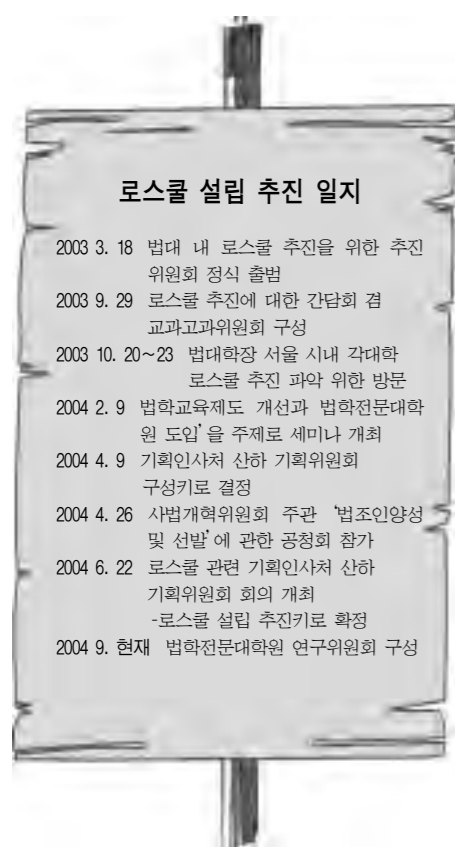 로스쿨 설립 추진 일지
2003 3. 18 법대 내 로스쿨 추진을 위한 추진
위원회 정식 출범
2003 9. 29 로스쿨 추진에 대한 간담회 겸
교과고과위원회 구성
2003 10. 20~23 법대학장 서울 시내 각대학
로스쿨 추진 파악 위한 방문
2004 2. 9 법학교육제도 개선과 법학전문대학
원 도입’을 주제로 세미나 개최
2004 4. 9 기획인사처 산하 기획위원회
구성키로 결정
2004 4. 26 사법개혁위원회 주관 ‘법조인양성
및 선발’에 관한 공청회 참가
2004 6. 22 로스쿨 관련 기획인사처 산하
기획위원회 회의 개최
-로스쿨 설립 추진키로 확정
2004 9. 현재 법학전문대학원 연구위원회 구성